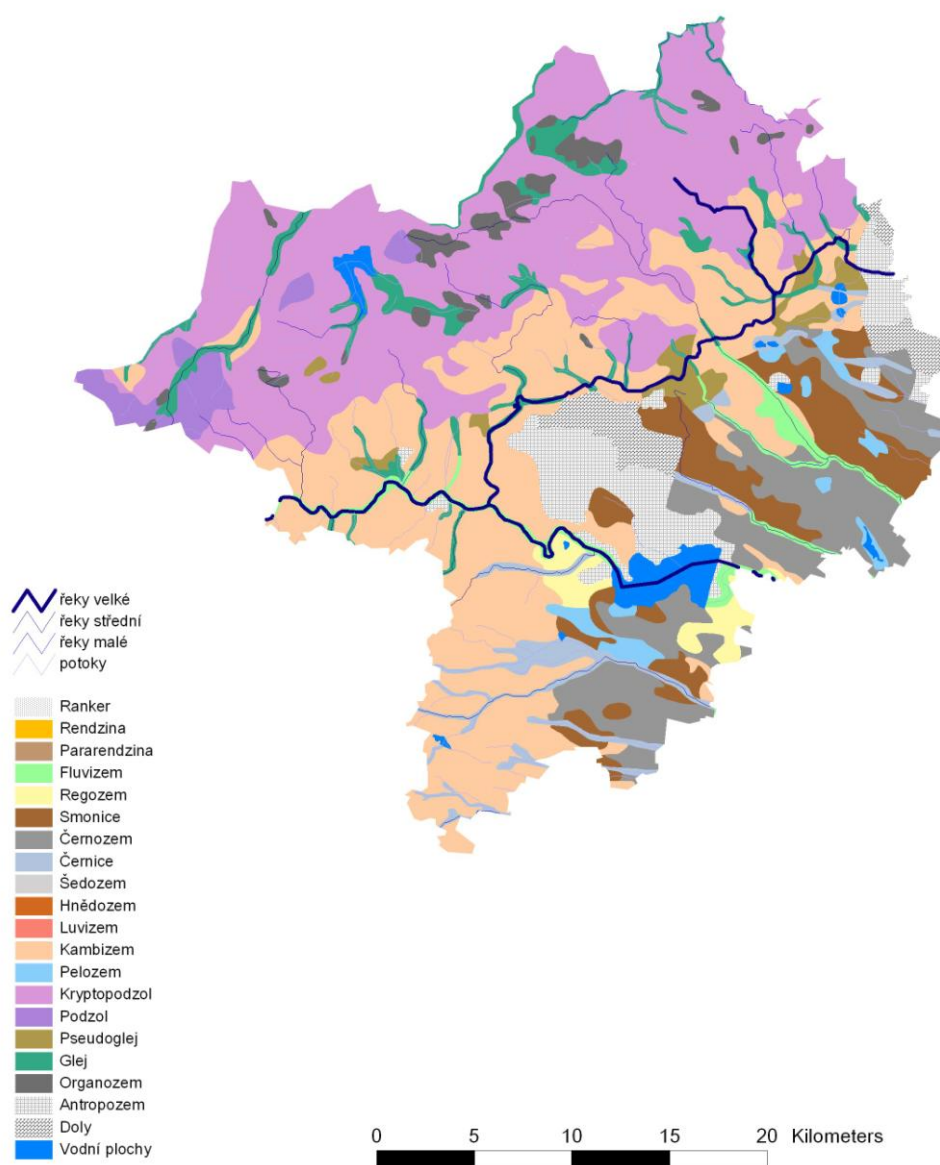 řeky velké
řeky střední
řeky malé
potoky
Ranker
Rendzina
Pararendzina
Fluvizem
Regozem
Smonice
Černozem
Černice
Šedozem
Hnědozem
Luvizem
Kambizem
Pelozem
Kryptopodzol
Podzol
Pseudoglej
Glej
Organozem
Antropozem
Doly
Vodní plochy
0 5 10 15 20 Kilometers